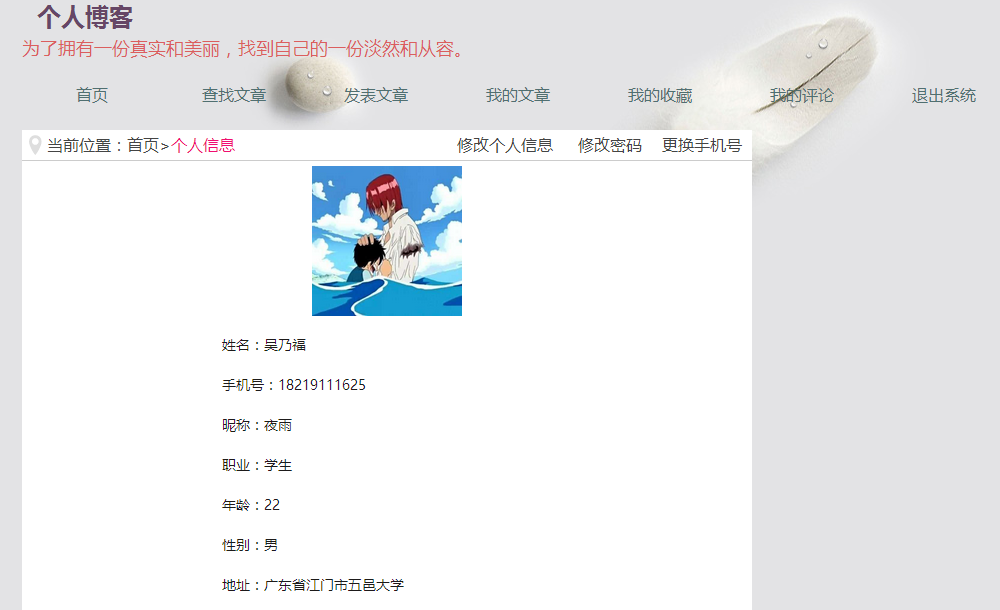 个人博客
为了拥有一份真实和美丽，找到自己的一份淡然和从容。
首页 查找文章 发表文章 我的文章 我的收藏 我的评论 退出系统
当前位置：首页>个人信息 修改个人信息 修改密码 更换手机号
姓名：吴乃福
手机号：18219111625
昵称：夜雨
职业：学生
年龄：22
性别：男
地址：广东省江门市五邑大学